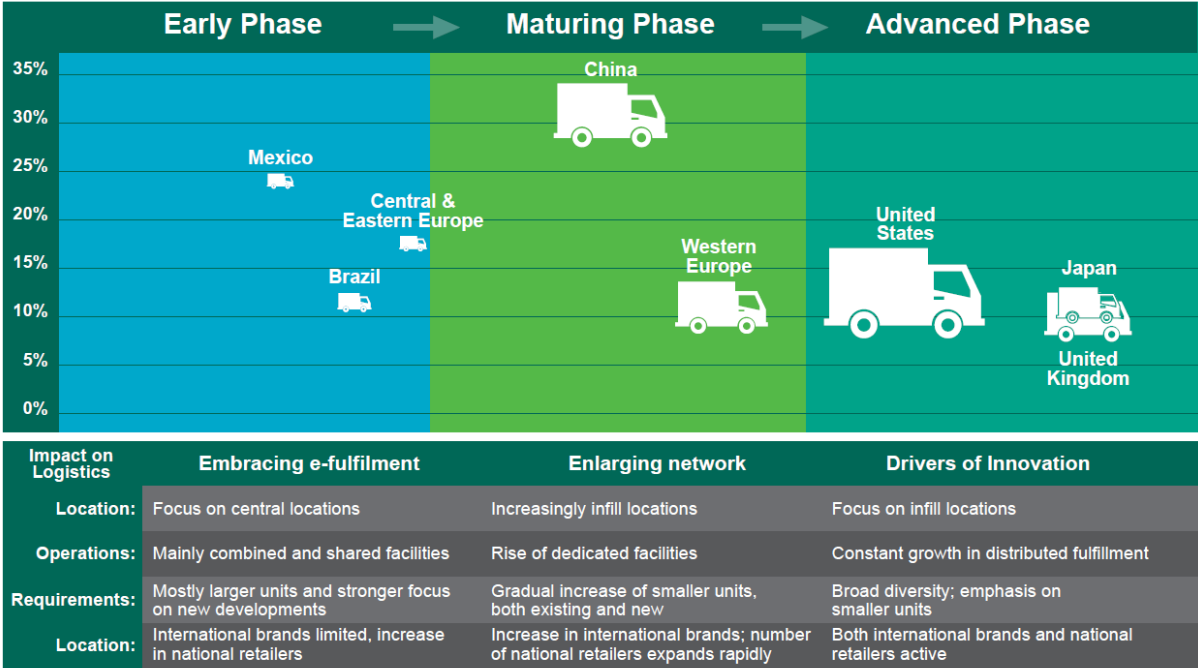 Early Phase
Maturing Phase
Advanced Phase
35%
30%
25%
20%
15%
10%
5%
0%
Mexico
Central &
Eastern Europe
Brazil
China
Western
Europe
United
States
Japan
United
Kingdom
Impact on
Logistics
Embracing e-fulfilment
Enlarging network
Drivers of Innovation
Location:
Focus on central locations
Increasingly infill locations
Focus on infill locations
Operations:
Mainly combined and shared facilities
Rise of dedicated facilities
Constant growth in distributed fulfillment
Requirements:
Mostly larger units and stronger focus
on new developments
Gradual increase of smaller units,
both existing and new
Broad diversity; emphasis on
smaller units
Location:
International brands limited, increase
in national retailers
Increase in international brands; number
of national retailers expands rapidly
Both international brands and national
retailers active